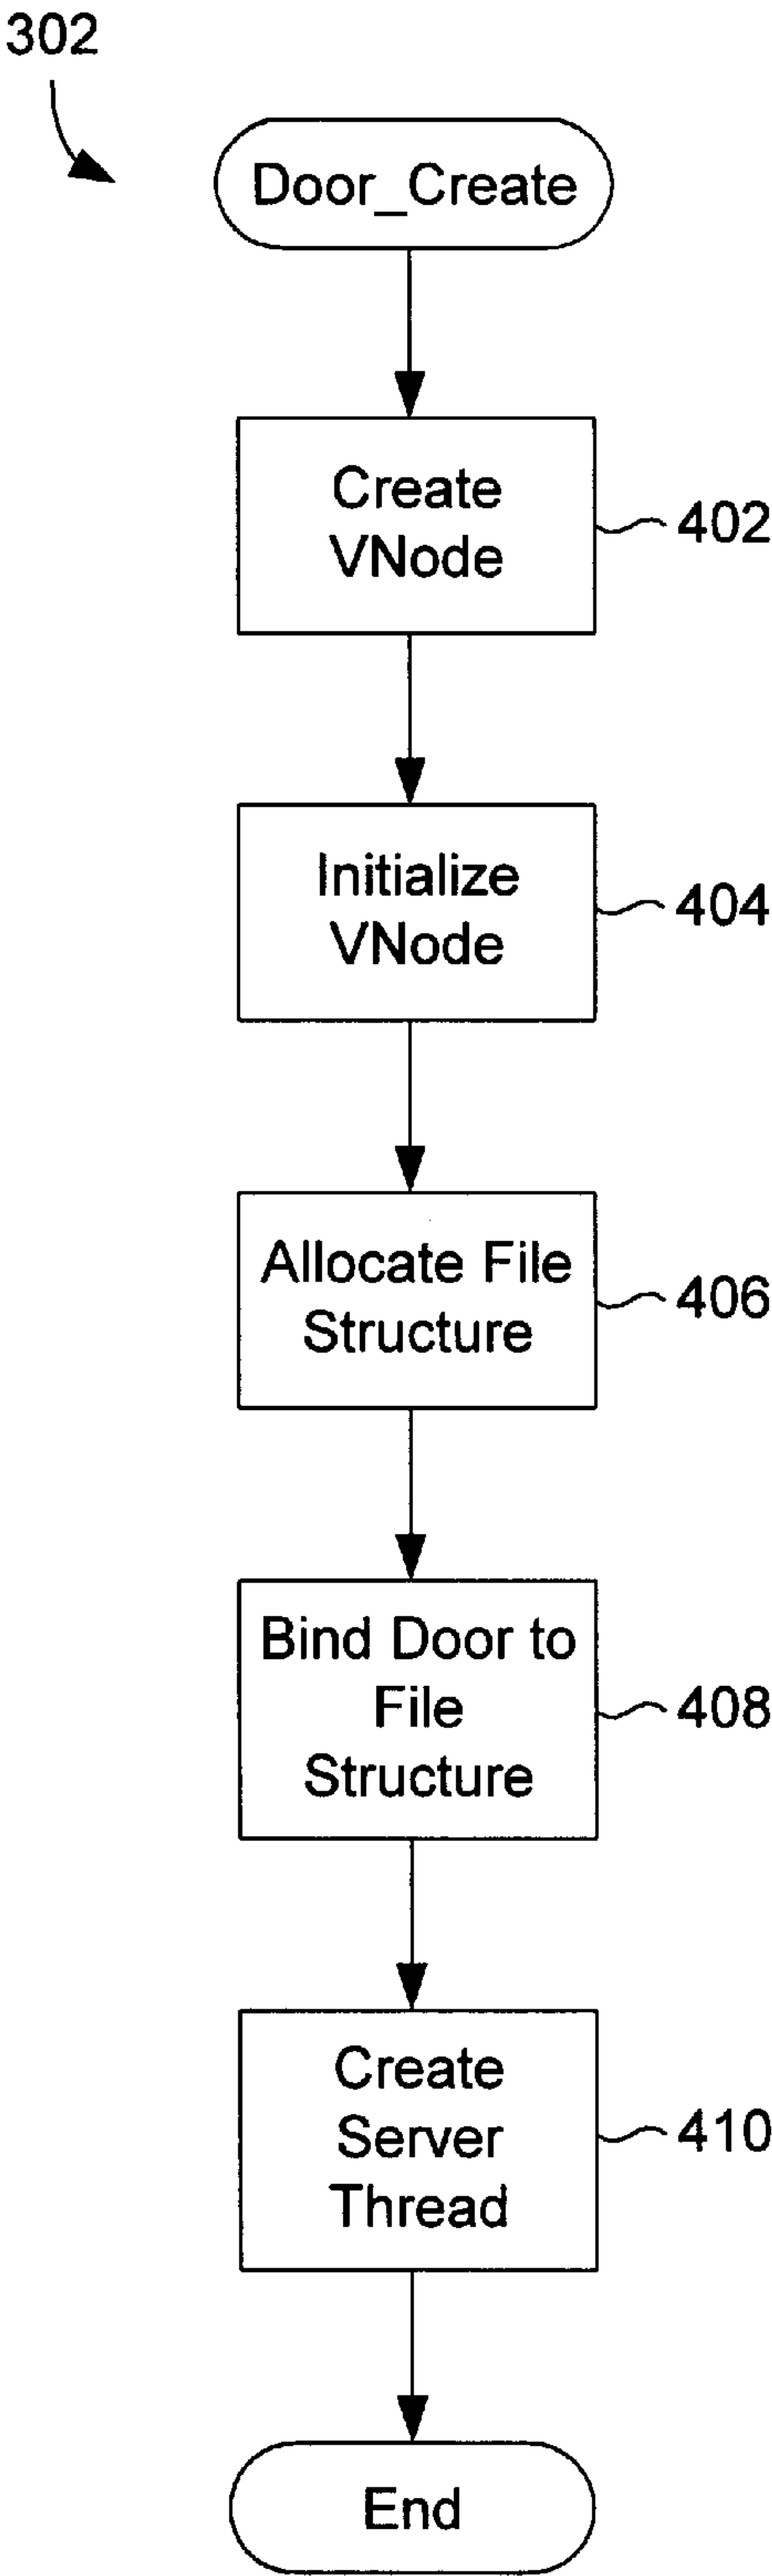 302
Door_Create
Create
VNode
402
Initialize
VNode
404
Allocate File
Structure
406
Bind Door to
File
Structure
408
Create
Server
Thread
410
End